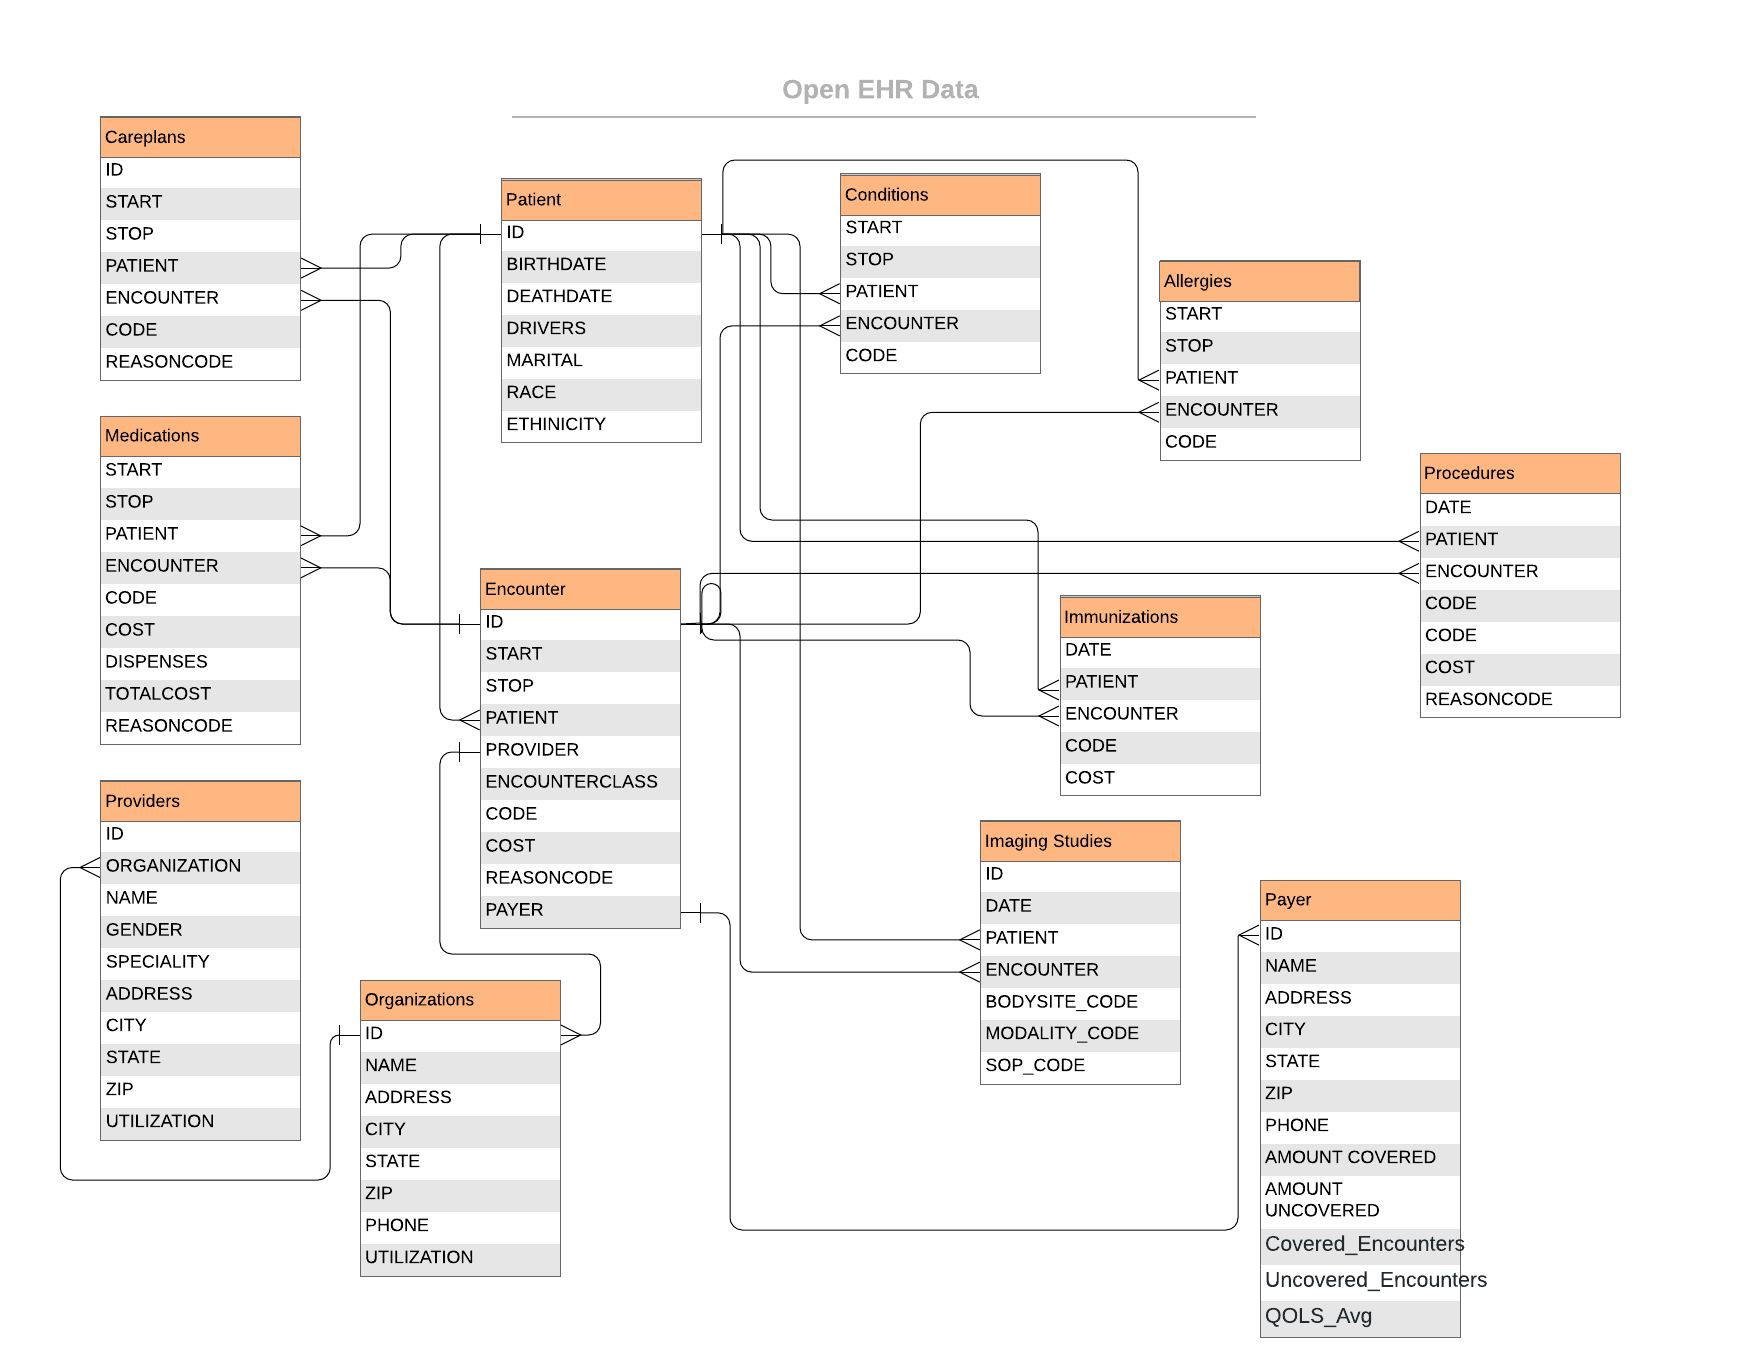 Open EHR Data
Careplans
ID
START
STOP
PATIENT
ENCOUNTER
CODE
REASONCODE
Medications
START
STOP
PATIENT
ENCOUNTER
CODE
COST
DISPENSES
TOTALCOST
REASONCODE
Providers
ID
ORGANIZATION
NAME
GENDER
SPECIALITY
ADDRESS
CITY
STATE
ZIP
UTILIZATION
Patient
ID
BIRTHDATE
DEATHDATE
DRIVERS
MARITAL
RACE
ETHINICITY
Encounter
ID
START
STOP
PATIENT
PROVIDER
ENCOUNTERCLASS
CODE
COST
REASONCODE
PAYER
Organizations
ID
NAME
ADDRESS
CITY
STATE
ZIP
PHONE
UTILIZATION
Conditions
START
STOP
PATIENT
ENCOUNTER
CODE
Allergies
START
STOP
PATIENT
ENCOUNTER
CODE
Immunizations
DATE
PATIENT
ENCOUNTER
CODE
COST
Imaging Studies
ID
DATE
PATIENT
ENCOUNTER
BODYSITE_CODE
MODALITY_CODE
SOP_CODE
Procedures
DATE
PATIENT
ENCOUNTER
CODE
CODE
COST
REASONCODE
Payer
ID
NAME
ADDRESS
CITY
STATE
ZIP
PHONE
AMOUNT COVERED
AMOUNT
UNCOVERED
Covered_Encounters
Uncovered_Encounters
QOLS_Avg